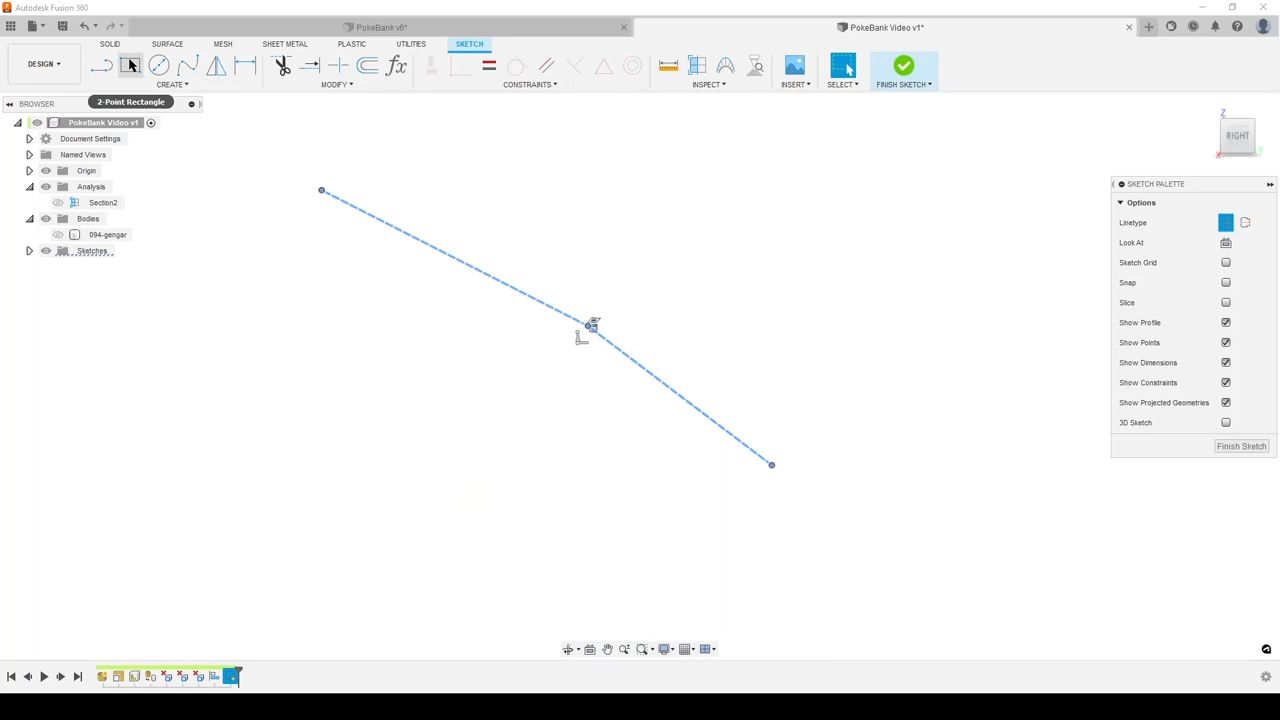 Autodesk Fusion 360
PokeBank v6*
PokeBank Video v1*
SOLID
SURFACE
MESH
SHEET METAL
PLASTIC
UTILITIES
SKETCH
DESIGN
CREATE
MODIFY
CONSTRAINTS
INSPECT
INSERT
SELECT
FINISH SKETCH
fx
BROWSER
2-Point Rectangle
PokeBank Video v1
Document Settings
Named Views
Origin
Analysis
Section2
Bodies
094-gengar
Sketches
Z
RIGHT
X
Y
SKETCH PALETTE
Options
Linetype
Look At
Sketch Grid
Snap
Slice
Show Profile
Show Points
Show Dimensions
Show Constraints
Show Projected Geometries
3D Sketch
Finish Sketch